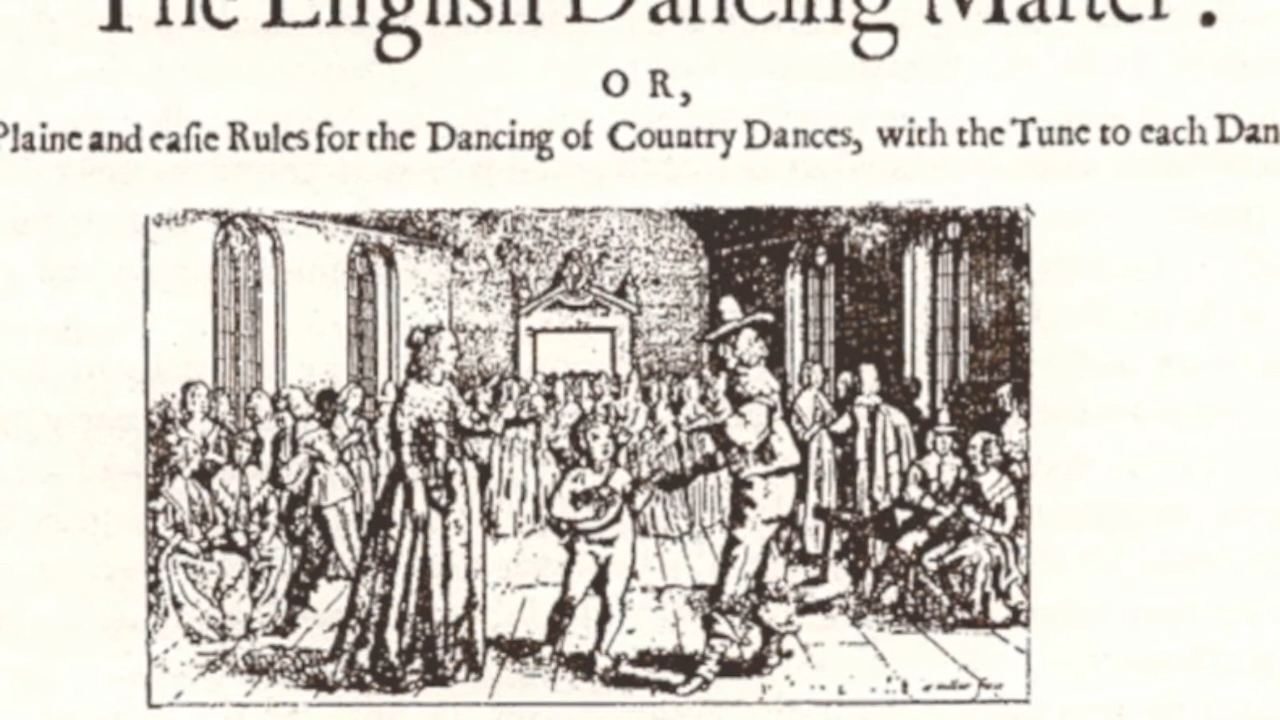 The Engliſh Dancing Maſter:
O R,
Plaine and eaſie Rules for the Dancing of Country Dances, with the Tune to each Dan